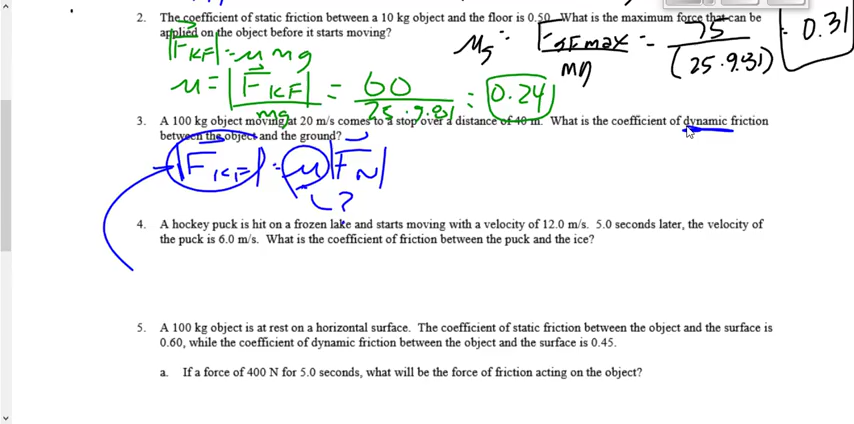 2. The coefficient of static friction between a 10 kg object and the floor is 0.50. What is the maximum force that can be
applied on the object before it starts moving?
|F KF| = μ mg
μ = |F KF| / mg = 60 / 25 · 9.81 = 0.24
μs = F SFmax / mg = 75 / (25 · 9.81) = 0.31
3. A 100 kg object moving at 20 m/s comes to a stop over a distance of 40 m. What is the coefficient of dynamic friction
between the object and the ground?
|F KF| = μ |F N|
?
4. A hockey puck is hit on a frozen lake and starts moving with a velocity of 12.0 m/s. 5.0 seconds later, the velocity of
the puck is 6.0 m/s. What is the coefficient of friction between the puck and the ice?
5. A 100 kg object is at rest on a horizontal surface. The coefficient of static friction between the object and the surface is
0.60, while the coefficient of dynamic friction between the object and the surface is 0.45.
a. If a force of 400 N for 5.0 seconds, what will be the force of friction acting on the object?